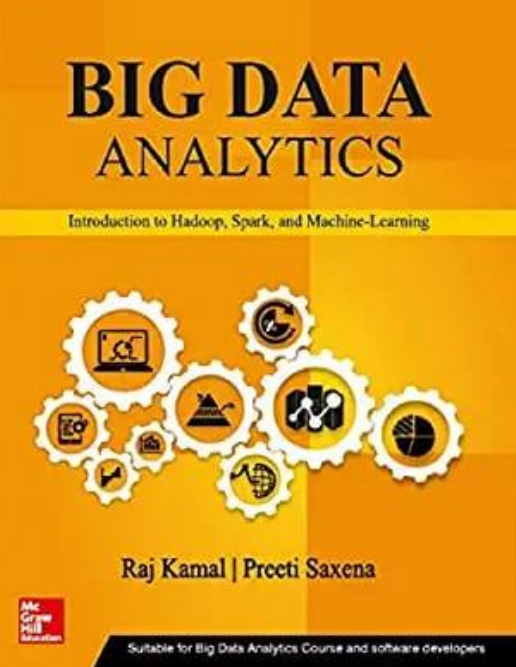 BIG DATA
ANALYTICS
Introduction to Hadoop, Spark, and Machine-Learning
Raj Kamal | Preeti Saxena
Mc
Graw
Hill
Education
Suitable for Big Data Analytics Course and software developers